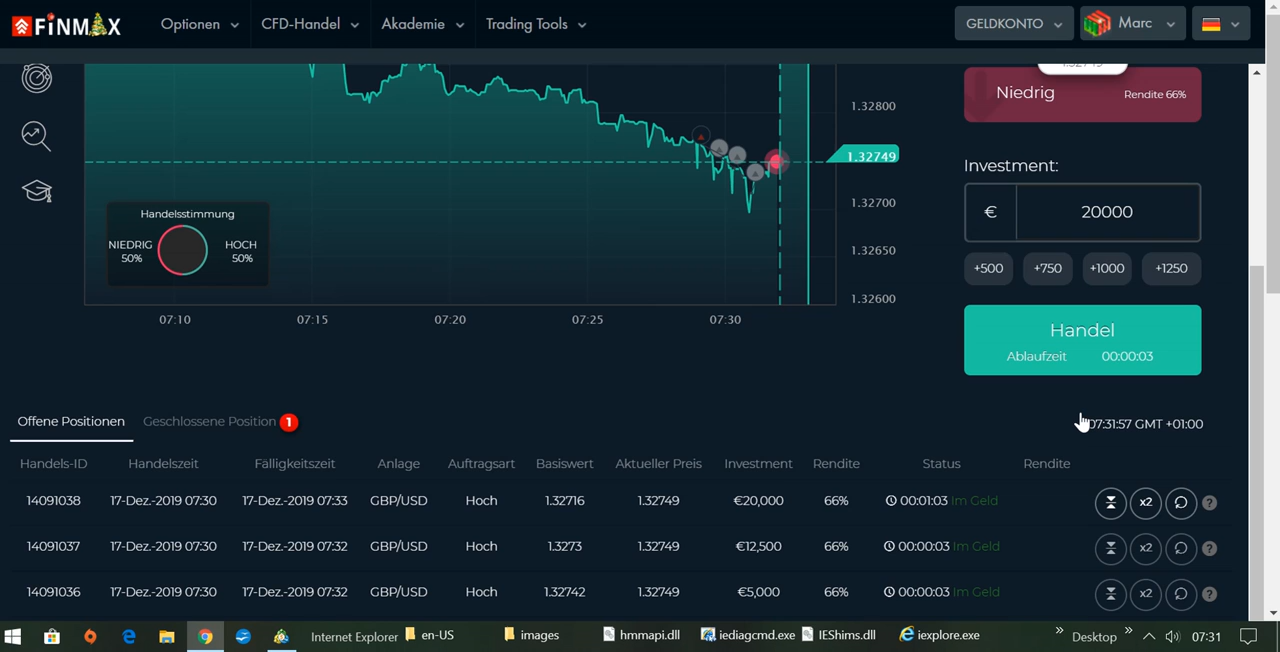 FiNMAX Optionen CFD-Handel Akademie Trading Tools GELDKONTO Marc
Niedrig Rendite 66%
1.32800
1.32749
1.32700
1.32650
1.32600
Handelsstimmung
NIEDRIG 50%
HOCH 50%
07:10 07:15 07:20 07:25 07:30
Investment:
€ 20000
+500 +750 +1000 +1250
Handel
Ablaufzeit 00:00:03
Offene Positionen Geschlossene Position 1 07:31:57 GMT +01:00
Handels-ID Handelszeit Fälligkeitszeit Anlage Auftragsart Basiswert Aktueller Preis Investment Rendite Status Rendite
14091038 17-Dez.-2019 07:30 17-Dez.-2019 07:33 GBP/USD Hoch 1.32716 1.32749 €20,000 66% 00:01:03 Im Geld x2 ?
14091037 17-Dez.-2019 07:30 17-Dez.-2019 07:32 GBP/USD Hoch 1.3273 1.32749 €12,500 66% 00:00:03 Im Geld x2 ?
14091036 17-Dez.-2019 07:30 17-Dez.-2019 07:32 GBP/USD Hoch 1.32742 1.32749 €5,000 66% 00:00:03 Im Geld x2 ?
Internet Explorer en-US images hmmapi.dll iediagcmd.exe IEShims.dll iexplore.exe » Desktop » 07:31